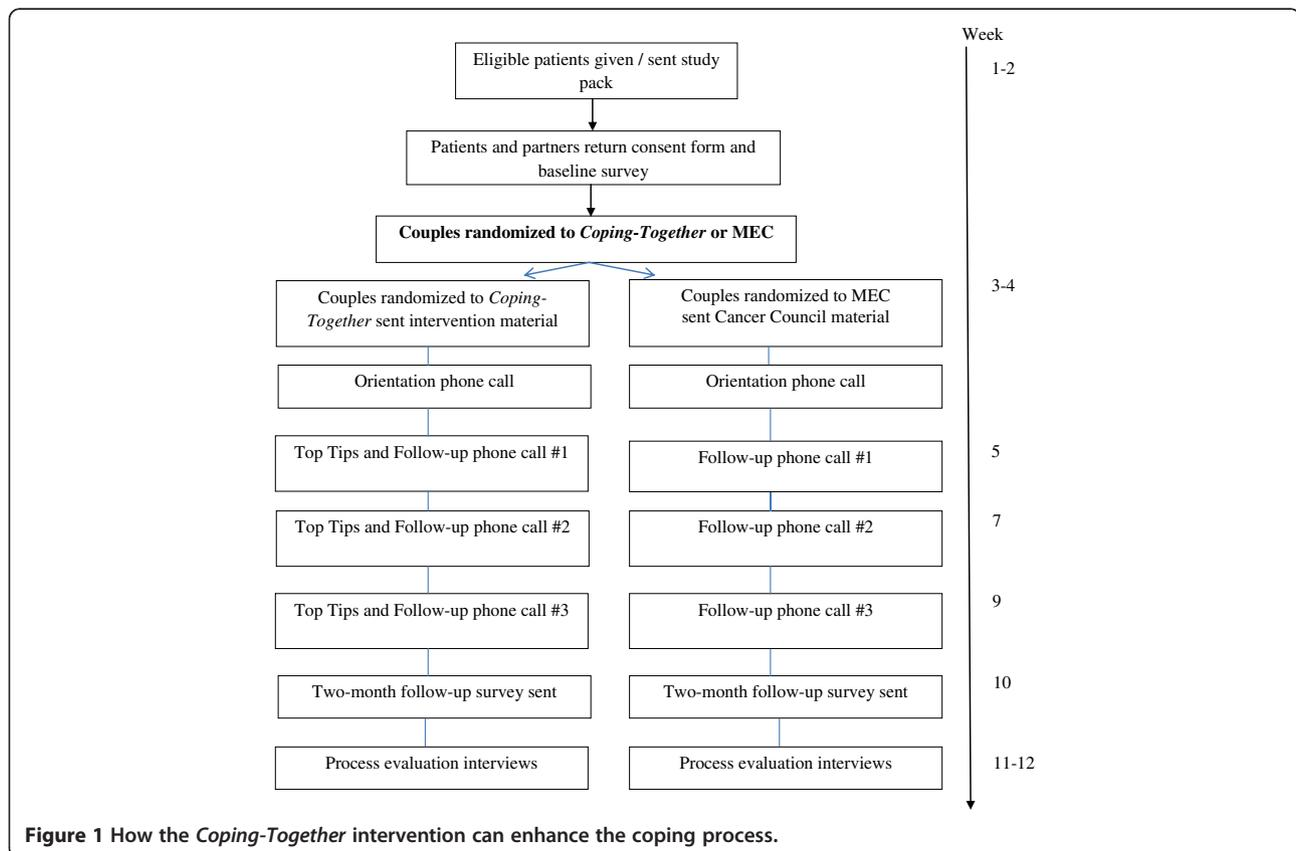 Week
Eligible patients given / sent study
pack
1-2
Patients and partners return consent form and
baseline survey
Couples randomized to Coping-Together or MEC
Couples randomized to Coping-
Together sent intervention material
Couples randomized to MEC
sent Cancer Council material
3-4
Orientation phone call
Orientation phone call
Top Tips and Follow-up phone call #1
Follow-up phone call #1
5
Top Tips and Follow-up phone call #2
Follow-up phone call #2
7
Top Tips and Follow-up phone call #3
Follow-up phone call #3
9
Two-month follow-up survey sent
Two-month follow-up survey sent
10
Process evaluation interviews
Process evaluation interviews
11-12
Figure 1 How the Coping-Together intervention can enhance the coping process.